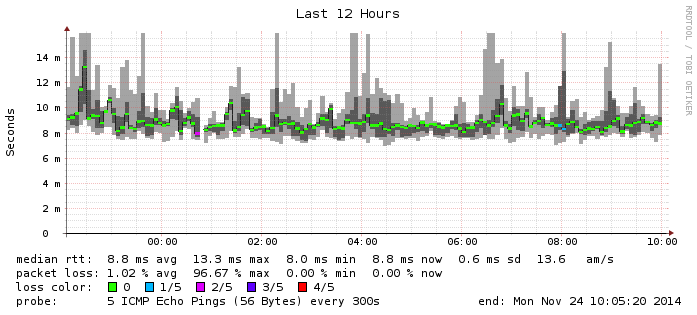 Last 12 Hours
RRDTOOL / TOBI OETIKER
Seconds
14 m
12 m
10 m
8 m
6 m
4 m
2 m
0
00:00 02:00 04:00 06:00 08:00 10:00
median rtt: 8.8 ms avg 13.3 ms max 8.0 ms min 8.8 ms now 0.6 ms sd 13.6 am/s
packet loss: 1.02 % avg 96.67 % max 0.00 % min 0.00 % now
loss color: 0 1/5 2/5 3/5 4/5
probe: 5 ICMP Echo Pings (56 Bytes) every 300s end: Mon Nov 24 10:05:20 2014